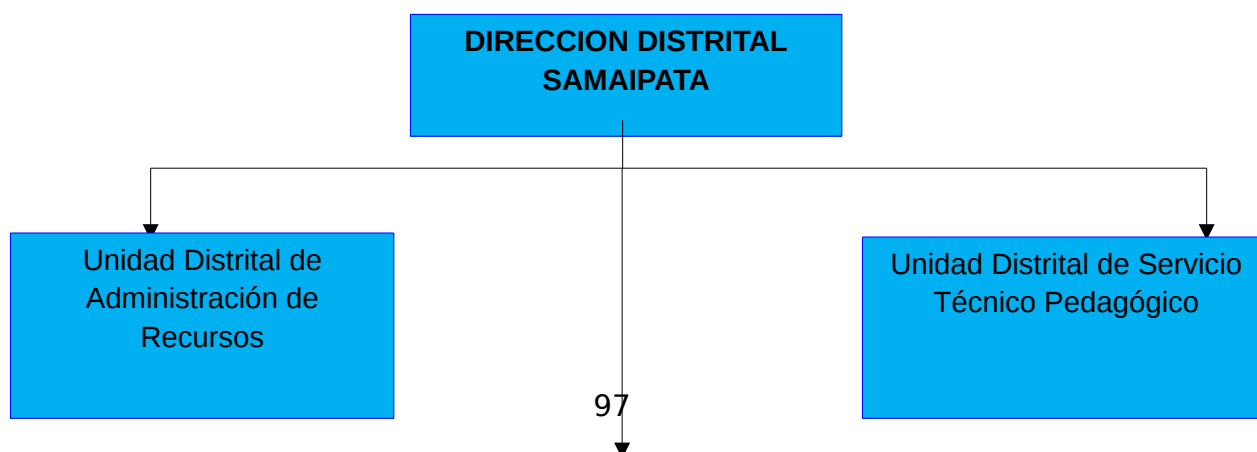 DIRECCION DISTRITAL
SAMAIPATA
Unidad Distrital de
Administración de
Recursos
Unidad Distrital de Servicio
Técnico Pedagógico
97